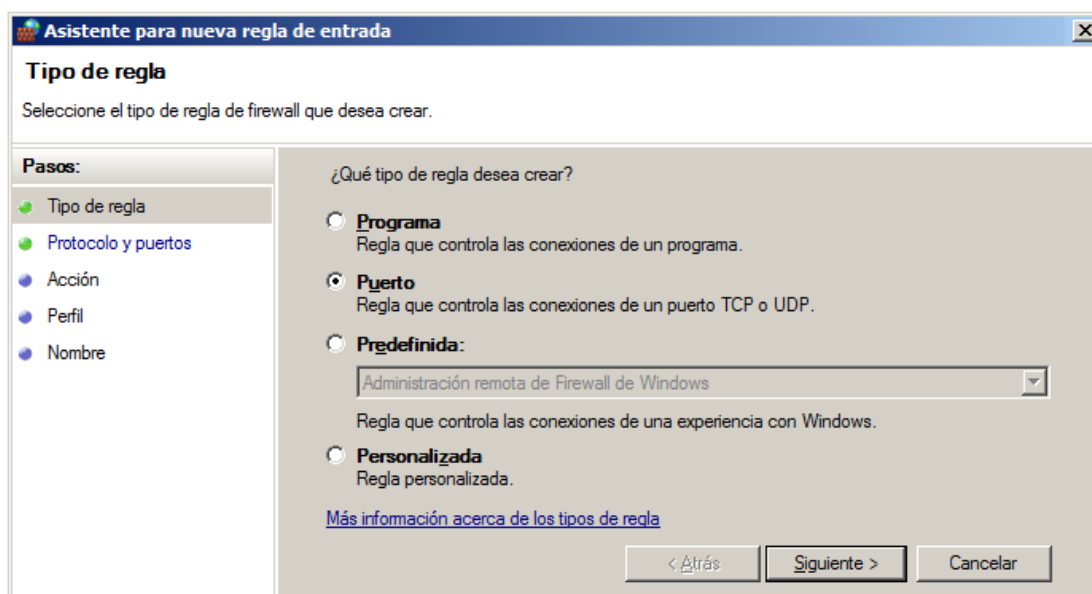 Asistente para nueva regla de entrada
Tipo de regla
Seleccione el tipo de regla de firewall que desea crear.
Pasos:
Tipo de regla
Protocolo y puertos
Acción
Perfil
Nombre
¿Qué tipo de regla desea crear?
Programa
Regla que controla las conexiones de un programa.
Puerto
Regla que controla las conexiones de un puerto TCP o UDP.
Predefinida:
Administración remota de Firewall de Windows
Regla que controla las conexiones de una experiencia con Windows.
Personalizada
Regla personalizada.
Más información acerca de los tipos de regla
< Atrás
Siguiente >
Cancelar